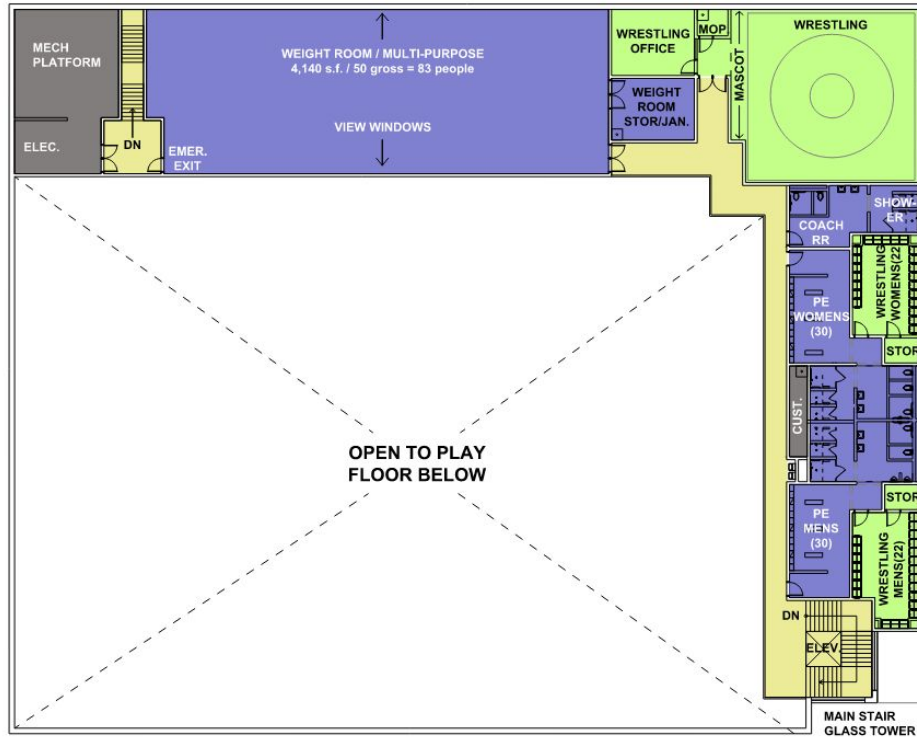 MECH
PLATFORM
WEIGHT ROOM / MULTI-PURPOSE
4,140 s.f. / 50 gross = 83 people
WRESTLING
OFFICE
MOP
WRESTLING
MASCOT
WEIGHT
ROOM
STOR/JAN.
VIEW WINDOWS
ELEC.
DN
EMER.
EXIT
COACH
RR
SHOW-
ER
WRESTLING
WOMENS(22
PE
WOMENS
(30)
STOR
CUST.
OPEN TO PLAY
FLOOR BELOW
STOR
PE
MENS
(30)
WRESTLING
MENS(22)
DN
ELEV.
MAIN STAIR
GLASS TOWER